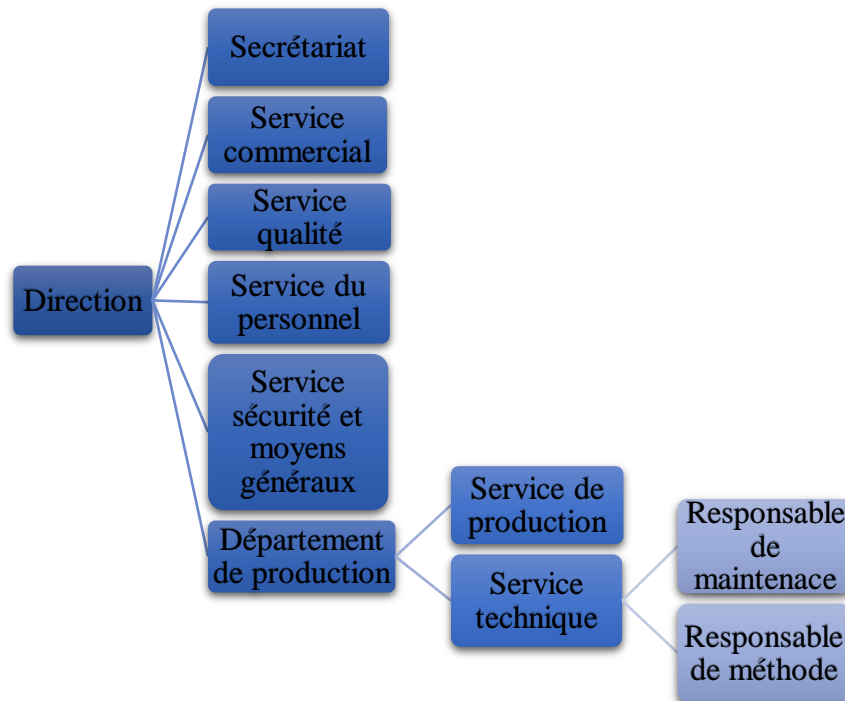 Secrétariat
Service
commercial
Service
qualité
Direction
Service du
personnel
Service
sécurité et
moyens
généraux
Département
de production
Service de
production
Service
technique
Responsable
de
maintenace
Responsable
de méthode